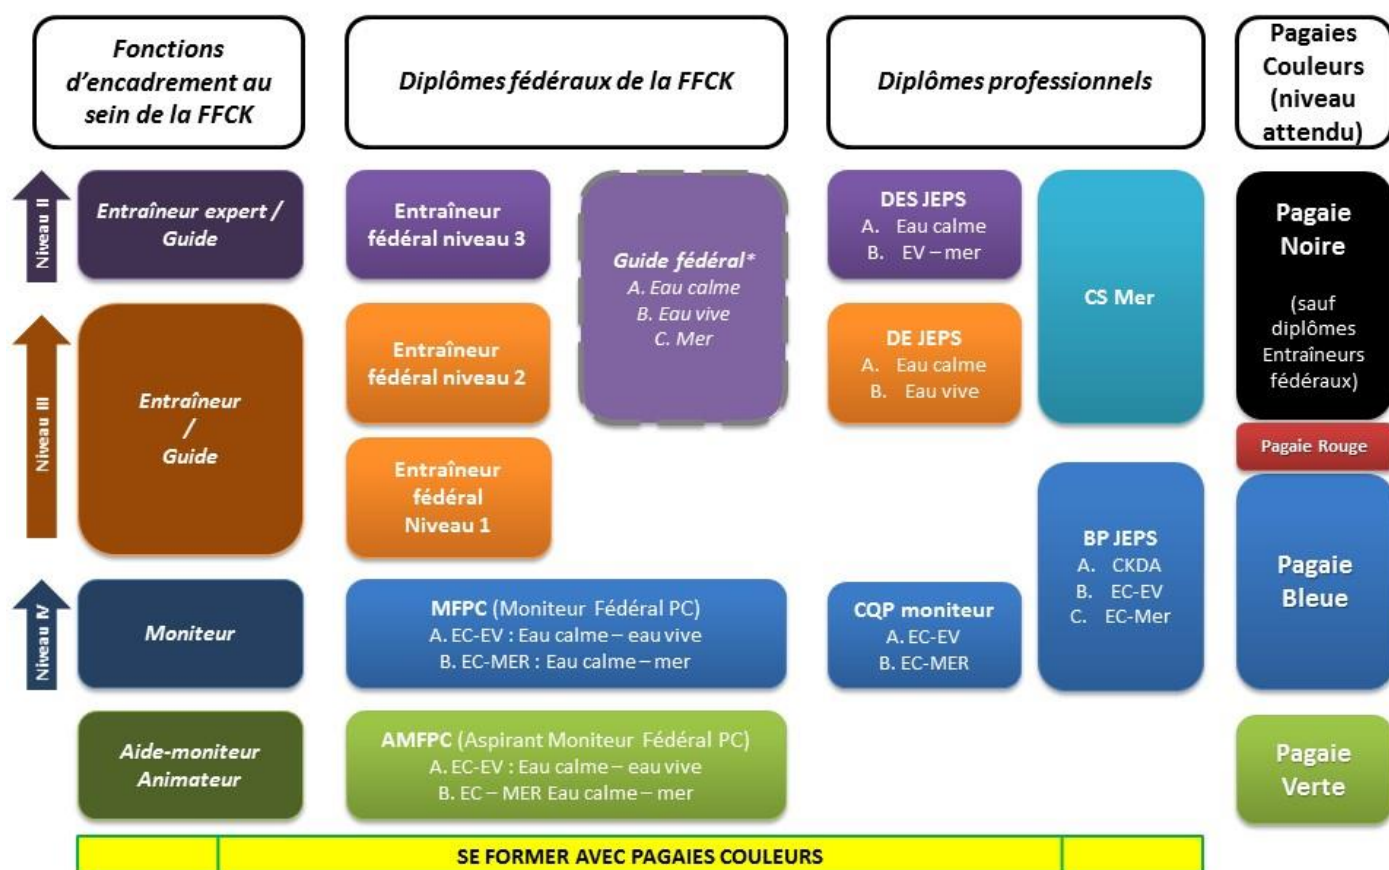 Fonctions
d'encadrement au
sein de la FFCK
Diplômes fédéraux de la FFCK
Diplômes professionnels
Pagaies
Couleurs
(niveau
attendu)
Niveau II
Entraîneur expert /
Guide
Entraîneur
fédéral niveau 3
Guide fédéral*
A. Eau calme
B. Eau vive
C. Mer
DES JEPS
A. Eau calme
B. EV – mer
CS Mer
Pagaie
Noire
(sauf
diplômes
Entraîneurs
fédéraux)
Niveau III
Entraîneur
/
Guide
Entraîneur
fédéral niveau 2
DE JEPS
A. Eau calme
B. Eau vive
Pagaie Rouge
Entraîneur
fédéral
Niveau 1
BP JEPS
A. CKDA
B. EC-EV
C. EC-Mer
Pagaie
Bleue
Niveau IV
Moniteur
MFPC (Moniteur Fédéral PC)
A. EC-EV : Eau calme – eau vive
B. EC-MER : Eau calme – mer
CQP moniteur
A. EC-EV
B. EC-MER
Aide-moniteur
Animateur
AMFPC (Aspirant Moniteur Fédéral PC)
A. EC-EV : Eau calme – eau vive
B. EC – MER Eau calme – mer
Pagaie
Verte
SE FORMER AVEC PAGAIES COULEURS